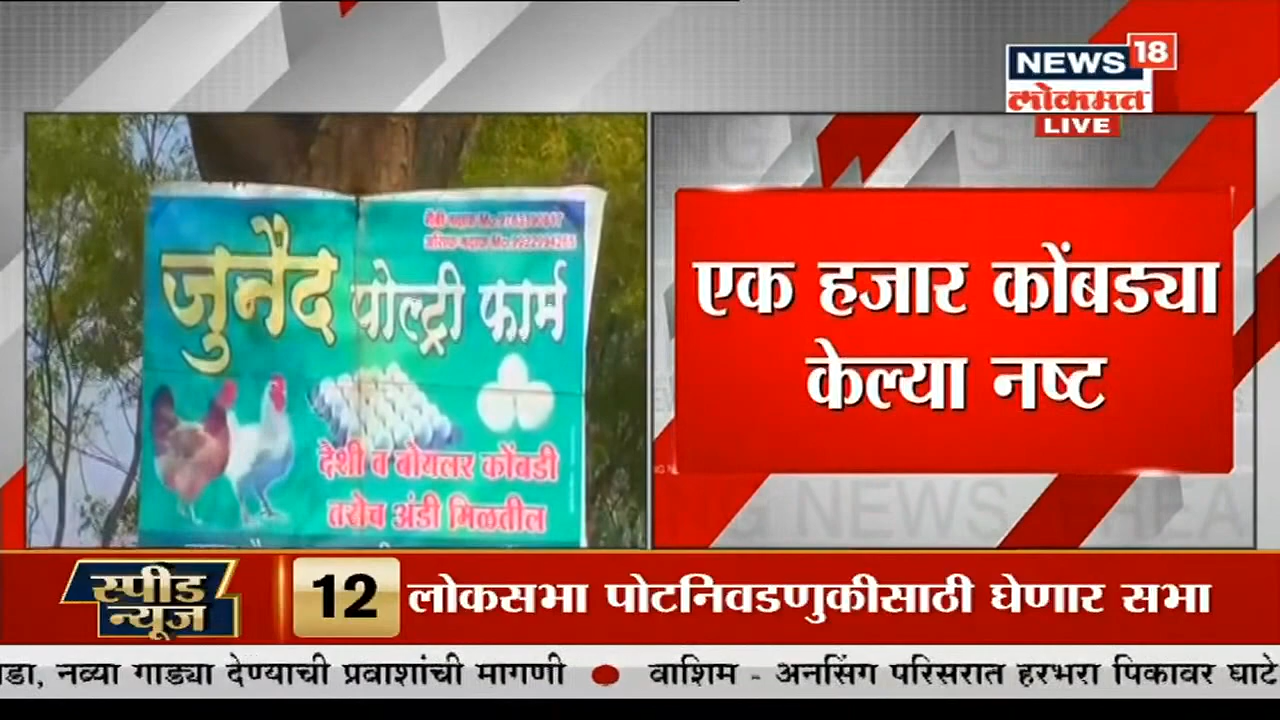 NEWS 18
लोकमत
LIVE
जुनैद पोल्ट्री फार्म
देशी व बोयलर कोंबडी
तसेच अंडी मिळतील
एक हजार कोंबड्या
केल्या नष्ट
स्पीड
न्यूज
12
लोकसभा पोटनिवडणुकीसाठी घेणार सभा
डा, नव्या गाड्या देण्याची प्रवाशांची मागणी ● वाशिम - अनसिंग परिसरात हरभरा पिकावर घाटे